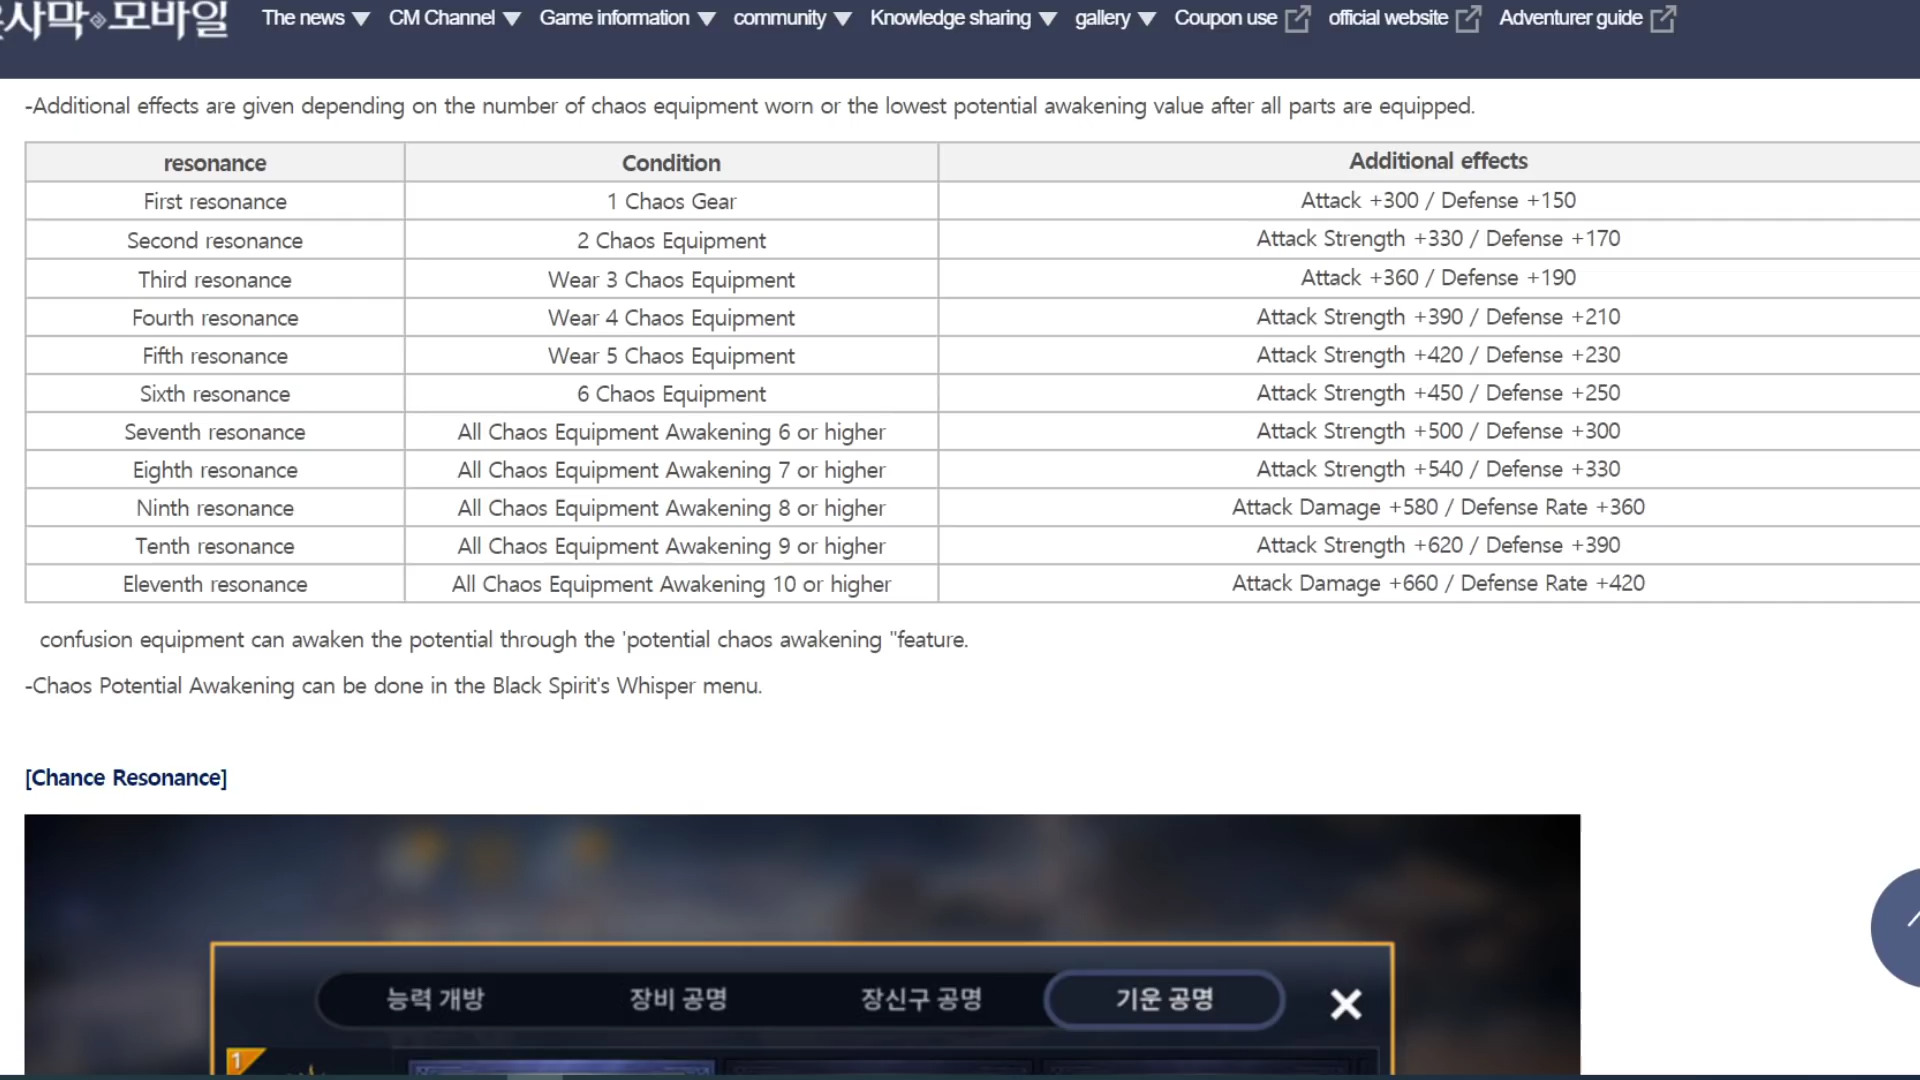 사막 모바일
The news CM Channel Game information community Knowledge sharing gallery Coupon use official website Adventurer guide
-Additional effects are given depending on the number of chaos equipment worn or the lowest potential awakening value after all parts are equipped.
resonance Condition Additional effects
First resonance 1 Chaos Gear Attack +300 / Defense +150
Second resonance 2 Chaos Equipment Attack Strength +330 / Defense +170
Third resonance Wear 3 Chaos Equipment Attack +360 / Defense +190
Fourth resonance Wear 4 Chaos Equipment Attack Strength +390 / Defense +210
Fifth resonance Wear 5 Chaos Equipment Attack Strength +420 / Defense +230
Sixth resonance 6 Chaos Equipment Attack Strength +450 / Defense +250
Seventh resonance All Chaos Equipment Awakening 6 or higher Attack Strength +500 / Defense +300
Eighth resonance All Chaos Equipment Awakening 7 or higher Attack Strength +540 / Defense +330
Ninth resonance All Chaos Equipment Awakening 8 or higher Attack Damage +580 / Defense Rate +360
Tenth resonance All Chaos Equipment Awakening 9 or higher Attack Strength +620 / Defense +390
Eleventh resonance All Chaos Equipment Awakening 10 or higher Attack Damage +660 / Defense Rate +420
confusion equipment can awaken the potential through the 'potential chaos awakening "feature.
-Chaos Potential Awakening can be done in the Black Spirit's Whisper menu.
[Chance Resonance]
능력 개방 장비 공명 장신구 공명 기운 공명
1